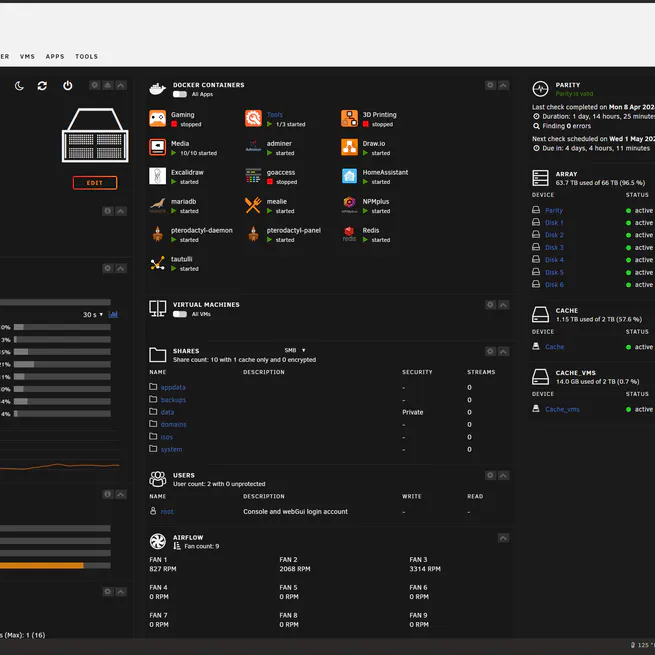 ER VMS APPS TOOLS
EDIT
30 s
0%
3%
5%
21%
1%
0%
4%
4%
s (Max): 1 (16)
DOCKER CONTAINERS
All Apps
Gaming
stopped
Tools
1/3 started
3D Printing
stopped
Media
10/10 started
adminer
started
Draw.io
started
Excalidraw
started
goaccess
stopped
HomeAssistant
started
mariadb
started
mealie
started
NPMplus
started
pterodactyl-daemon
started
pterodactyl-panel
started
Redis
started
tautulli
started
VIRTUAL MACHINES
All VMs
SHARES
SMB
Share count: 10 with 1 cache only and 0 encrypted
NAME DESCRIPTION SECURITY STREAMS
appdata - 0
backups - 0
data Private 0
domains - 0
isos - 0
system - 0
USERS
User count: 2 with 0 unprotected
NAME DESCRIPTION WRITE READ
root Console and webGui login account - -
AIRFLOW
Fan count: 9
FAN 1 FAN 2 FAN 3
827 RPM 2068 RPM 3314 RPM
FAN 4 FAN 5 FAN 6
0 RPM 0 RPM 0 RPM
FAN 7 FAN 8 FAN 9
0 RPM 0 RPM 0 RPM
PARITY
Parity is valid
Last check completed on Mon 8 Apr 202
Duration: 1 day, 14 hours, 25 minute
Finding 0 errors
Next check scheduled on Wed 1 May 202
Due in: 4 days, 4 hours, 11 minutes
ARRAY
63.7 TB used of 66 TB (96.5 %)
DEVICE STATUS
Parity active
Disk 1 active
Disk 2 active
Disk 3 active
Disk 4 active
Disk 5 active
Disk 6 active
CACHE
1.15 TB used of 2 TB (57.6 %)
DEVICE STATUS
Cache active
CACHE_VMS
14.0 GB used of 2 TB (0.7 %)
DEVICE STATUS
Cache_vms active
125 °